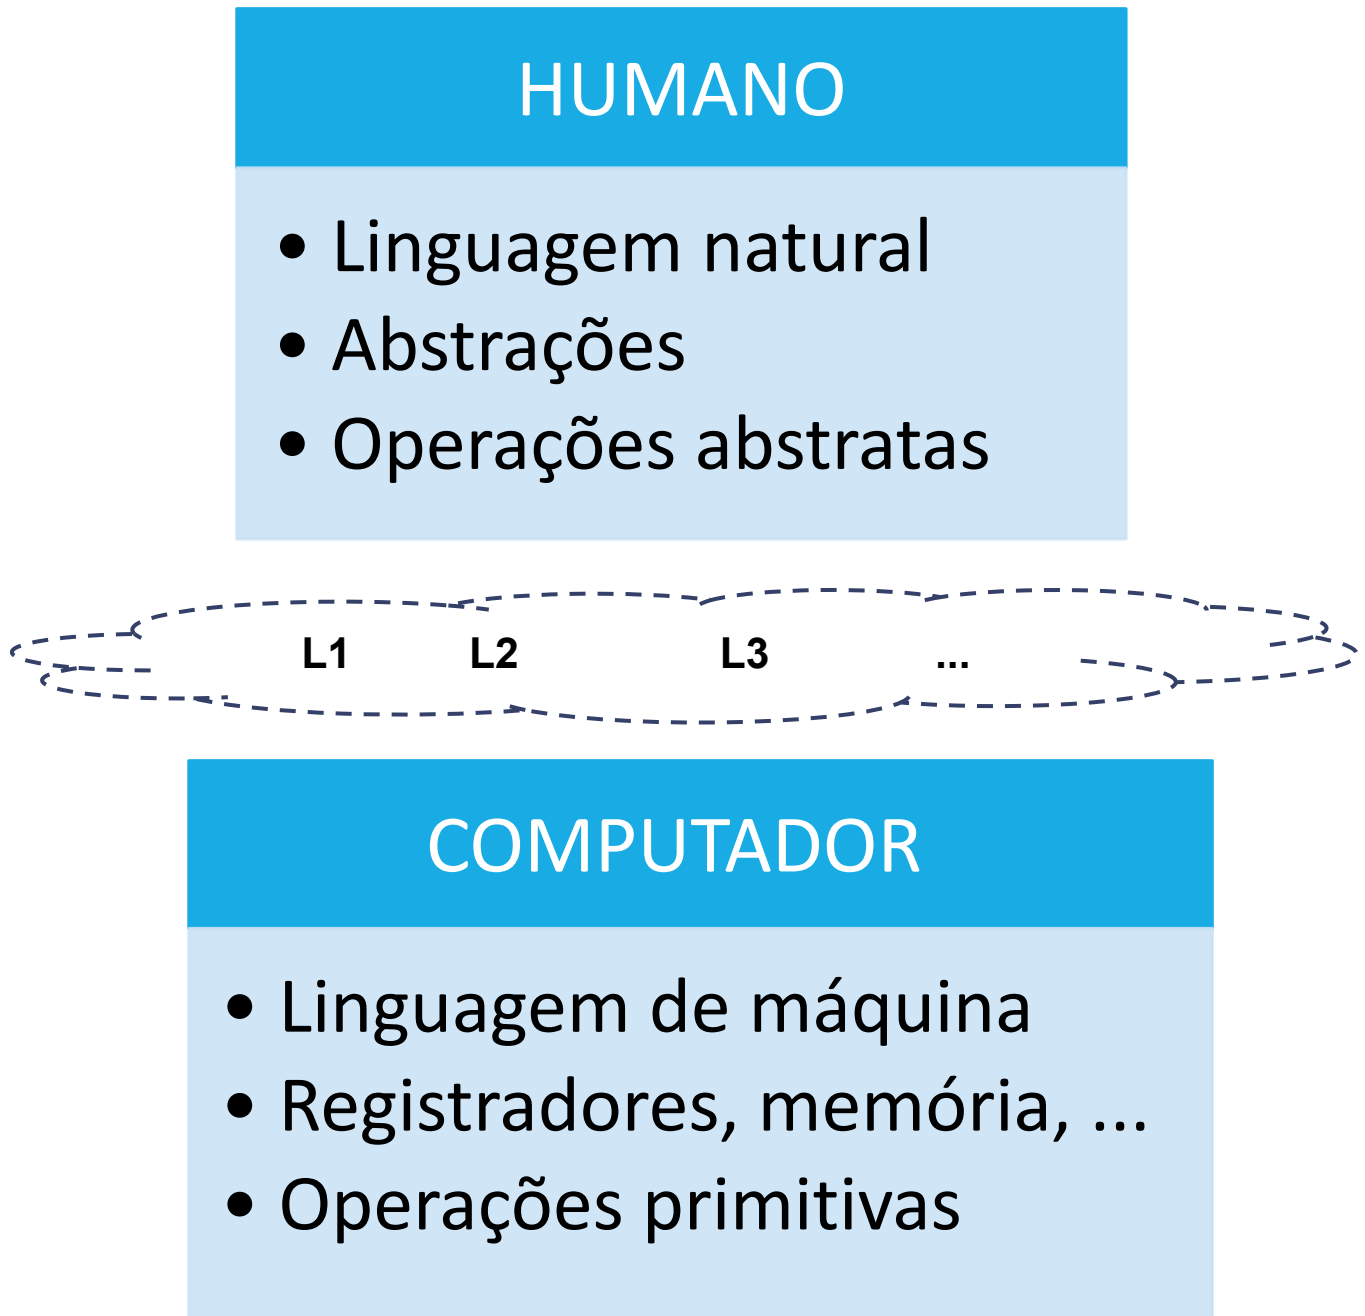 HUMANO
• Linguagem natural
• Abstrações
• Operações abstratas
L1 L2 L3 ...
COMPUTADOR
• Linguagem de máquina
• Registradores, memória, ...
• Operações primitivas